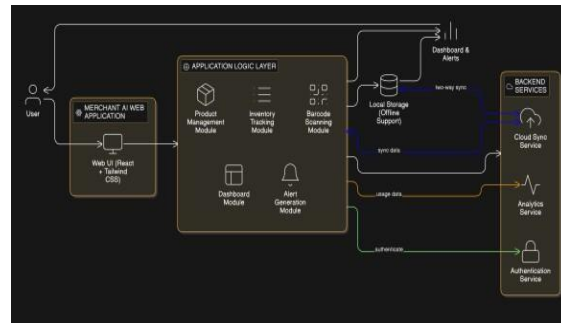 Dashboard &
Alerts
APPLICATION LOGIC LAYER
BACKEND
SERVICES
User
MERCHANT AI WEB
APPLICATION
Web UI (React
+ Tailwind
CSS)
Product
Management
Module
Inventory
Tracking
Module
Barcode
Scanning
Module
Dashboard
Module
Alert
Generation
Module
Local Storage
(Offline
Support)
two-way sync
sync data
usage data
authenticate
Cloud Sync
Service
Analytics
Service
Authentication
Service